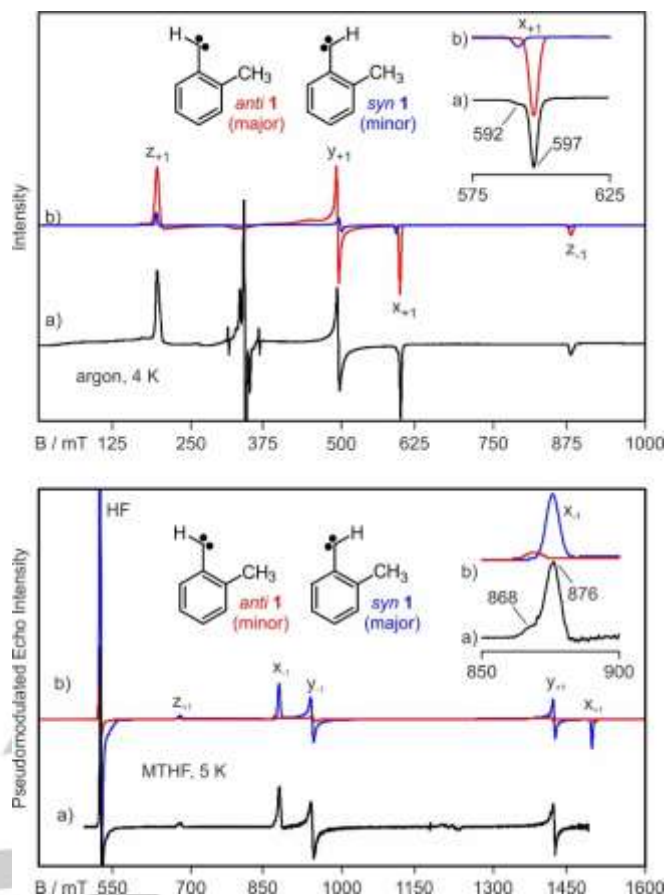 H
H
x+1
b)
CH3
CH3
anti 1
(major)
syn 1
(minor)
a)
592
597
575
625
z+1
y+1
b)
Intensity
z-1
x+1
a)
argon, 4 K
B / mT
125
250
375
500
625
750
875
1000
HF
H
H
x-1
CH3
CH3
b)
anti 1
(minor)
syn 1
(major)
868
876
a)
850
900
Pseudomodulated Echo Intensity
b)
x-1
y-1
y+1
x+1
MTHF, 5 K
a)
B / mT
550
700
850
1000
1150
1300
1450
1600